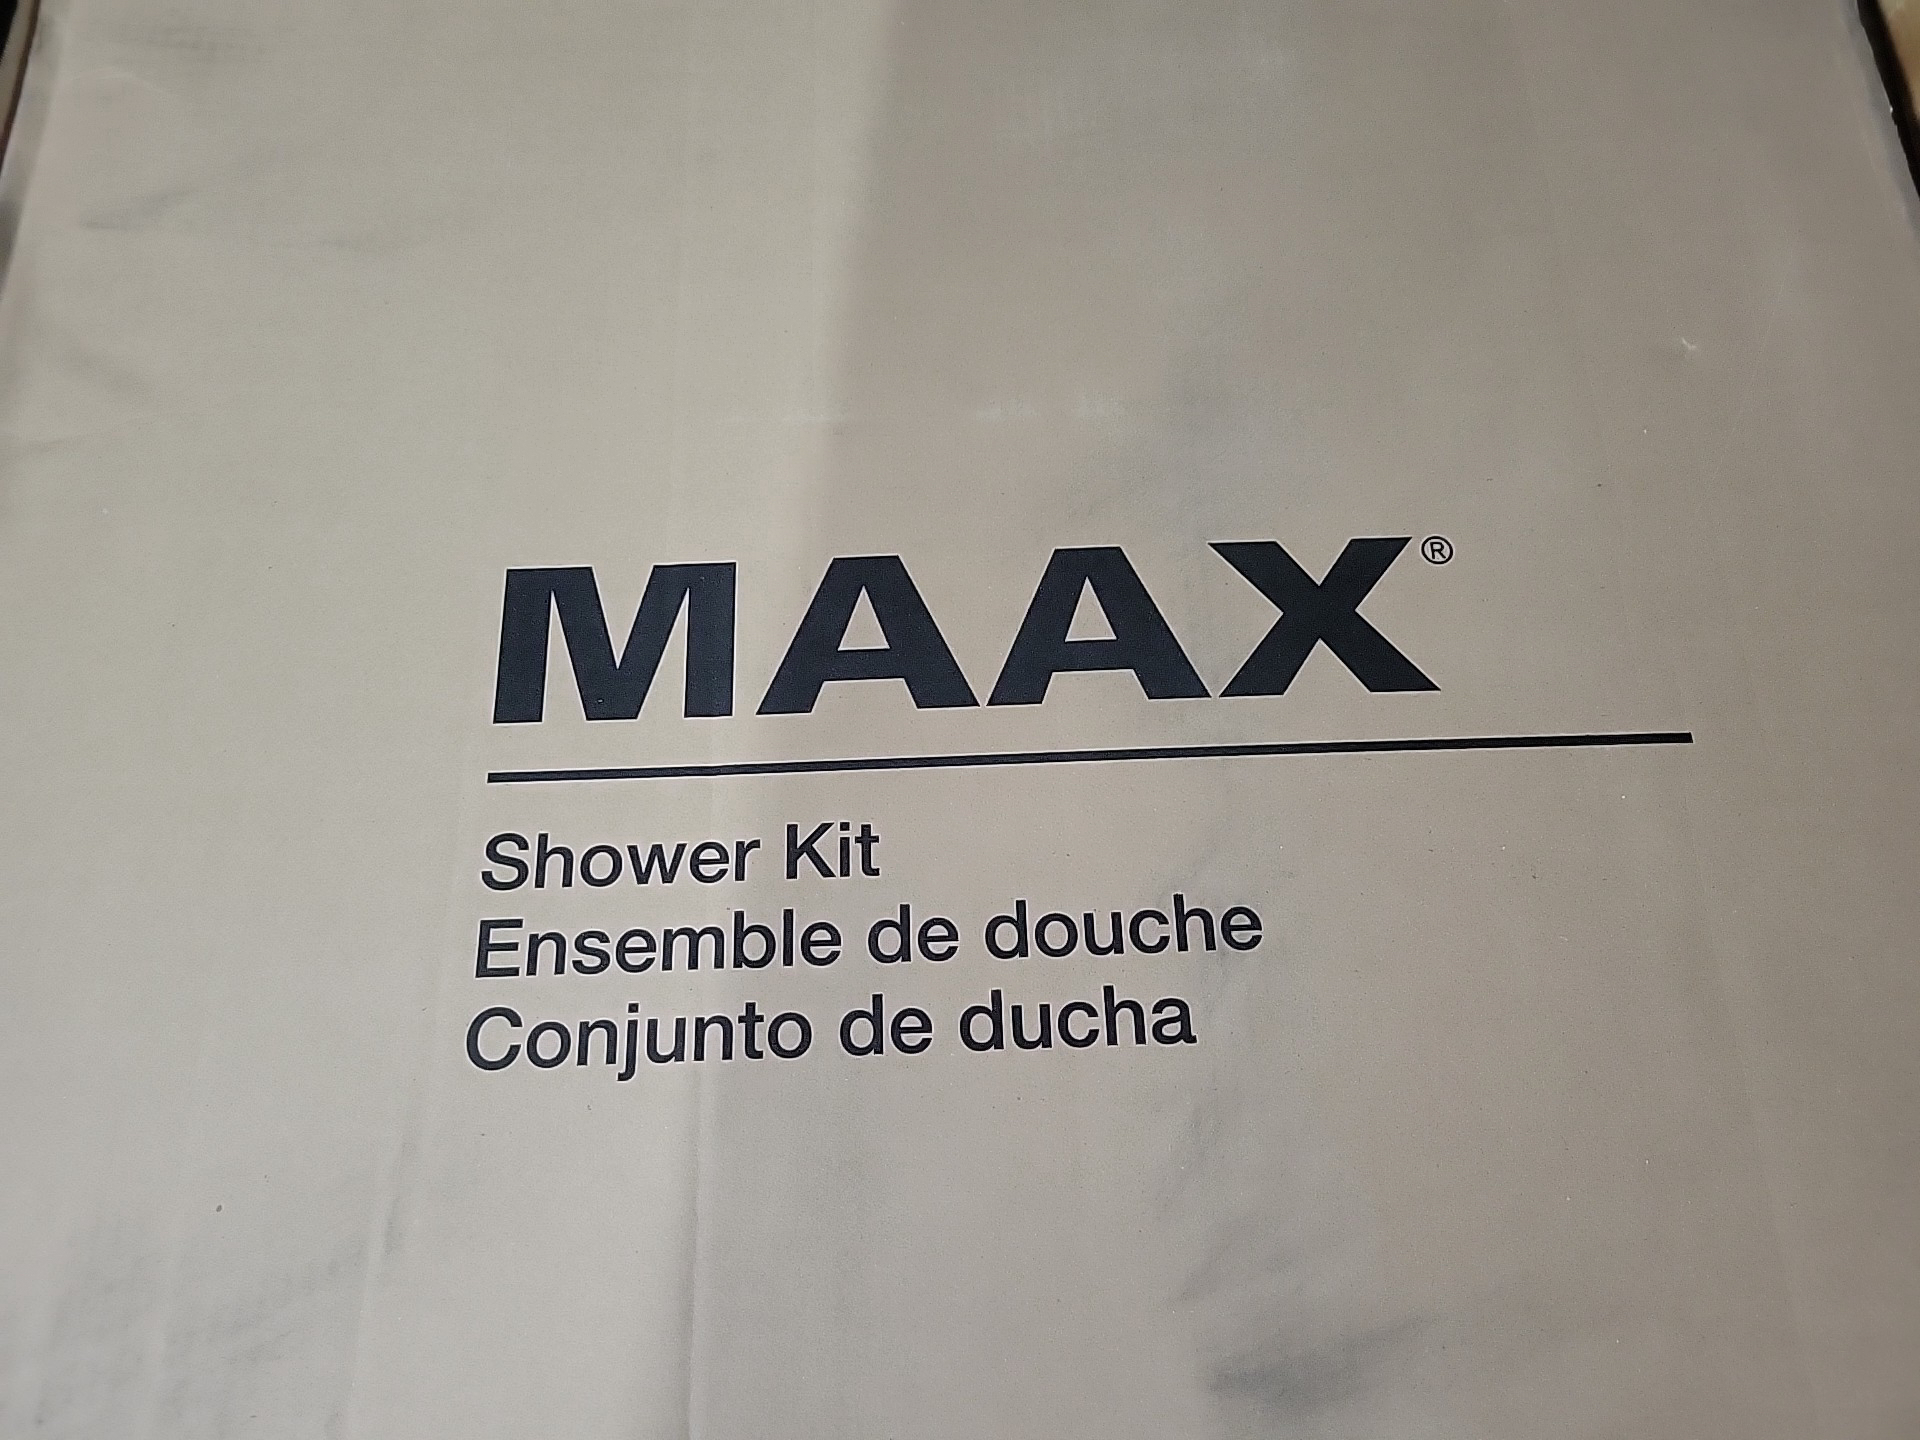 MAAX®
Shower Kit
Ensemble de douche
Conjunto de ducha